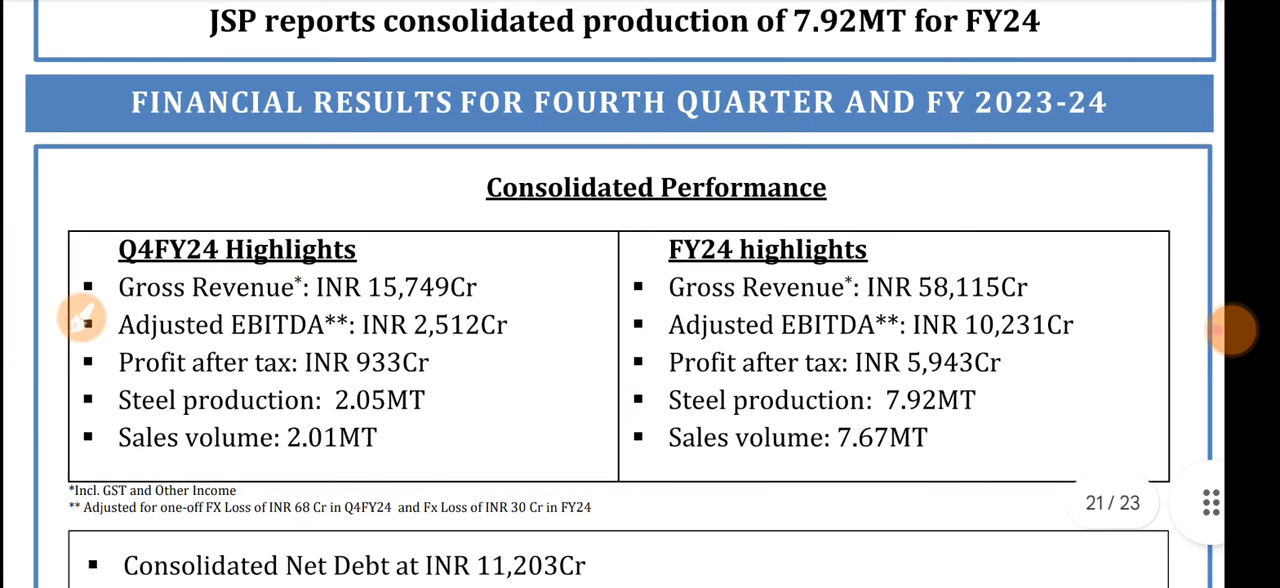 JSP reports consolidated production of 7.92MT for FY24
FINANCIAL RESULTS FOR FOURTH QUARTER AND FY 2023-24
Consolidated Performance
Q4FY24 Highlights
▪ Gross Revenue*: INR 15,749Cr
▪ Adjusted EBITDA**: INR 2,512Cr
▪ Profit after tax: INR 933Cr
▪ Steel production: 2.05MT
▪ Sales volume: 2.01MT
FY24 highlights
▪ Gross Revenue*: INR 58,115Cr
▪ Adjusted EBITDA**: INR 10,231Cr
▪ Profit after tax: INR 5,943Cr
▪ Steel production: 7.92MT
▪ Sales volume: 7.67MT
*Incl. GST and Other Income
** Adjusted for one-off FX Loss of INR 68 Cr in Q4FY24 and Fx Loss of INR 30 Cr in FY24
21 / 23
▪ Consolidated Net Debt at INR 11,203Cr